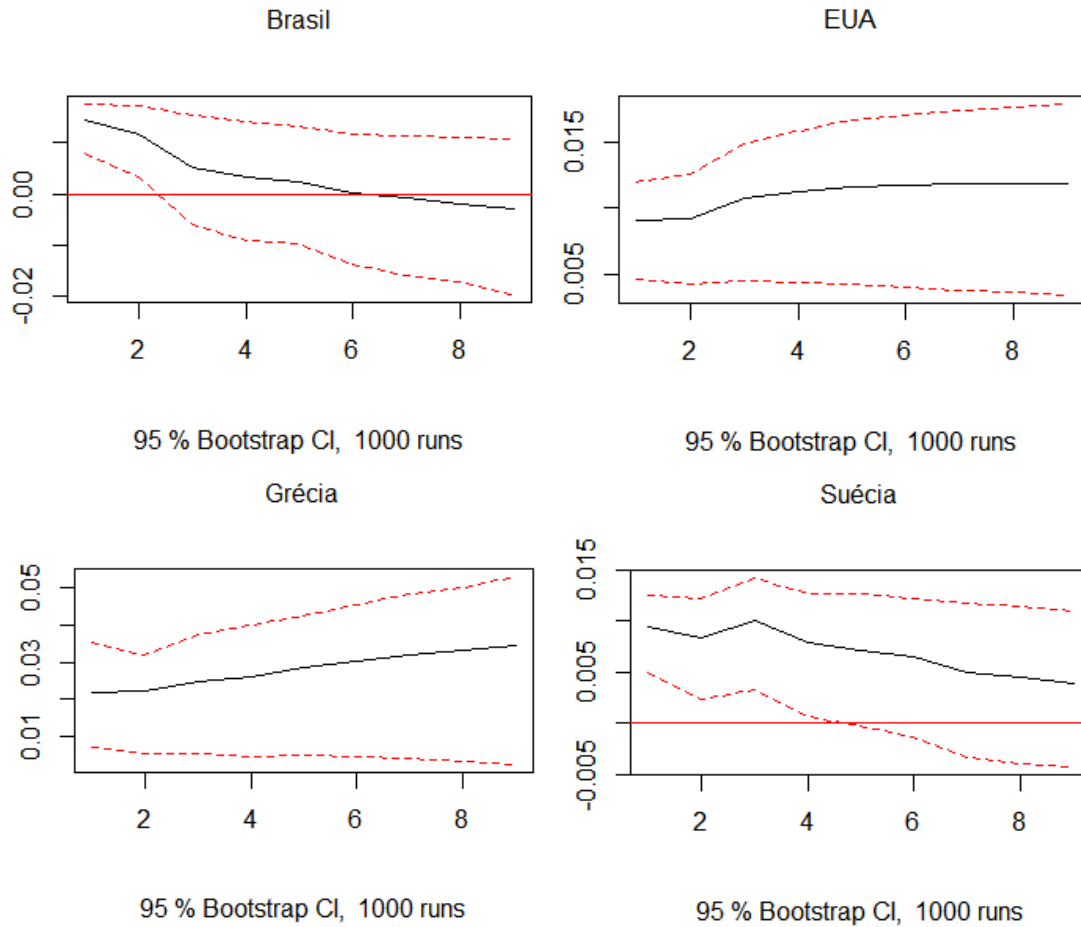 Brasil
0.00
-0.02
2 4 6 8
95 % Bootstrap CI, 1000 runs
EUA
0.015
0.005
2 4 6 8
95 % Bootstrap CI, 1000 runs
Grécia
0.05
0.03
0.01
2 4 6 8
95 % Bootstrap CI, 1000 runs
Suécia
0.015
0.005
-0.005
2 4 6 8
95 % Bootstrap CI, 1000 runs